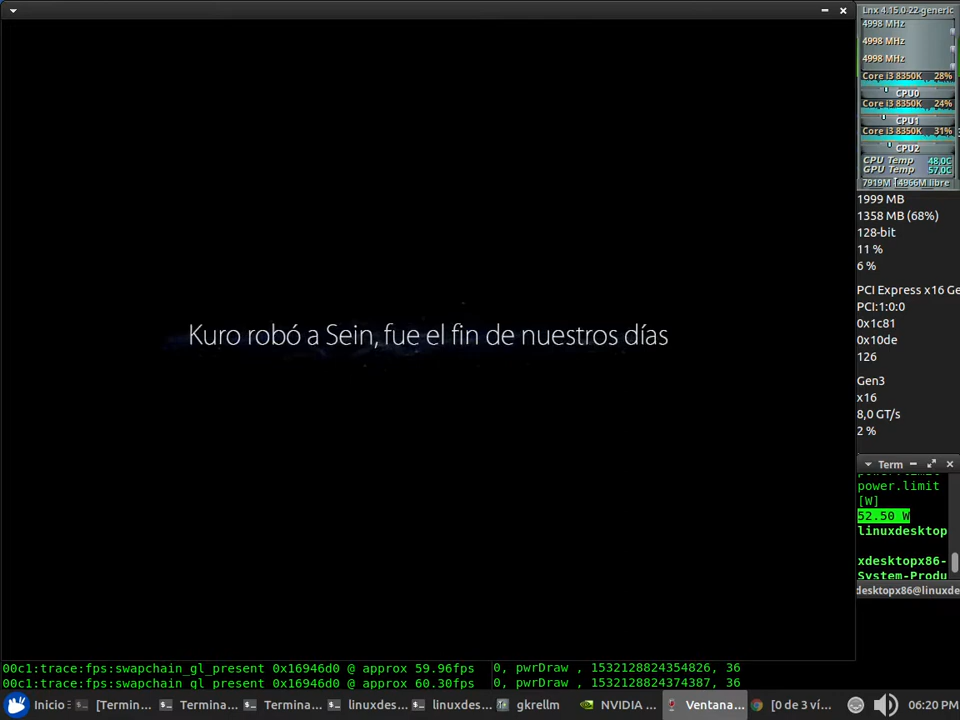 Lnx 4.15.0-22-generic
4998 MHz
4998 MHz
4998 MHz
Core i3 8350K 28%
CPU0
Core i3 8350K 24%
CPU1
Core i3 8350K 31%
CPU2
CPU Temp 48,0C
GPU Temp 57,0C
7919M 4966M libre
1999 MB
1358 MB (68%)
128-bit
11 %
6 %
PCI Express x16 Ge
PCI:1:0:0
0x1c81
0x10de
126
Gen3
x16
8,0 GT/s
2 %
Kuro robó a Sein, fue el fin de nuestros días
Term
power.limit
power.limit
[W]
52.50 W
linuxdesktop
xdesktopx86-
System-Produ
desktopx86@linuxde
00c1:trace:fps:swapchain_gl_present 0x16946d0 @ approx 59.96fps
00c1:trace:fps:swapchain_gl_present 0x16946d0 @ approx 60.30fps
0, pwrDraw , 1532128824354826, 36
0, pwrDraw , 1532128824374387, 36
Inicio [Termin... Termina... Termina... linuxdes... linuxdes... gkrellm NVIDIA ... Ventana... [0 de 3 ví... 06:20 PM